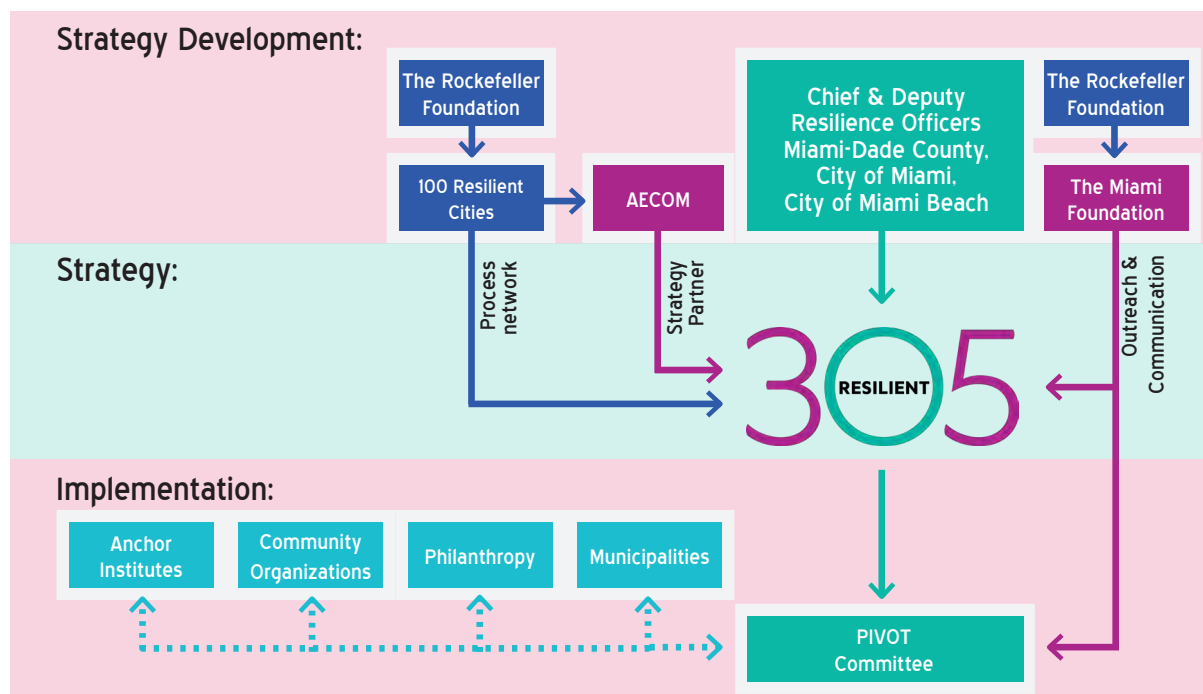 Strategy Development:
The Rockefeller
Foundation
100 Resilient
Cities
AECOM
Chief & Deputy
Resilience Officers
Miami-Dade County,
City of Miami,
City of Miami Beach
The Rockefeller
Foundation
The Miami
Foundation
Strategy:
Process
network
Strategy
Partner
305
RESILIENT
Outreach &
Communication
Implementation:
Anchor
Institutes
Community
Organizations
Philanthropy
Municipalities
PIVOT
Committee